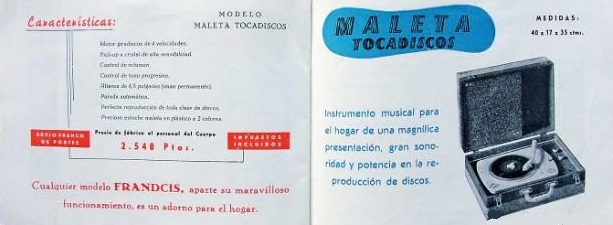 Características:
MODELO
MALETA TOCADISCOS
Motor giradiscos de 4 velocidades.
Pick-up a cristal de alta sensibilidad
Control de volumen.
Control de tono progresivo.
Altavoz de 6,5 pulgadas (imán permanente).
Parada automática.
Perfecta reproducción de toda clase de discos.
Precioso estuche maleta en plástico a 2 colores.
ENVIO FRANCO
DE PORTES
Precio de fábrica al personal del Cuerpo
2.548 Ptas.
IMPUESTOS
INCLUIDOS
Cualquier modelo FRANDCIS, aparte su maravilloso
funcionamiento, es un adorno para el hogar.
MALETA
TOCADISCOS
MEDIDAS:
40 x 17 x 35 ctms.
Instrumento musical para
el hogar de una magnífica
presentación, gran sono-
ridad y potencia en la re-
producción de discos.